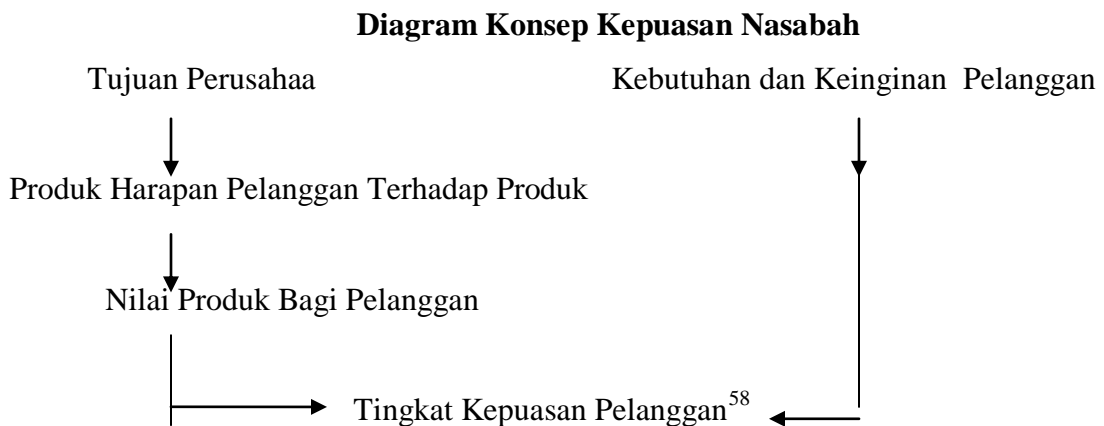 Diagram Konsep Kepuasan Nasabah
Tujuan Perusahaa Kebutuhan dan Keinginan Pelanggan
Produk Harapan Pelanggan Terhadap Produk
Nilai Produk Bagi Pelanggan
Tingkat Kepuasan Pelanggan58